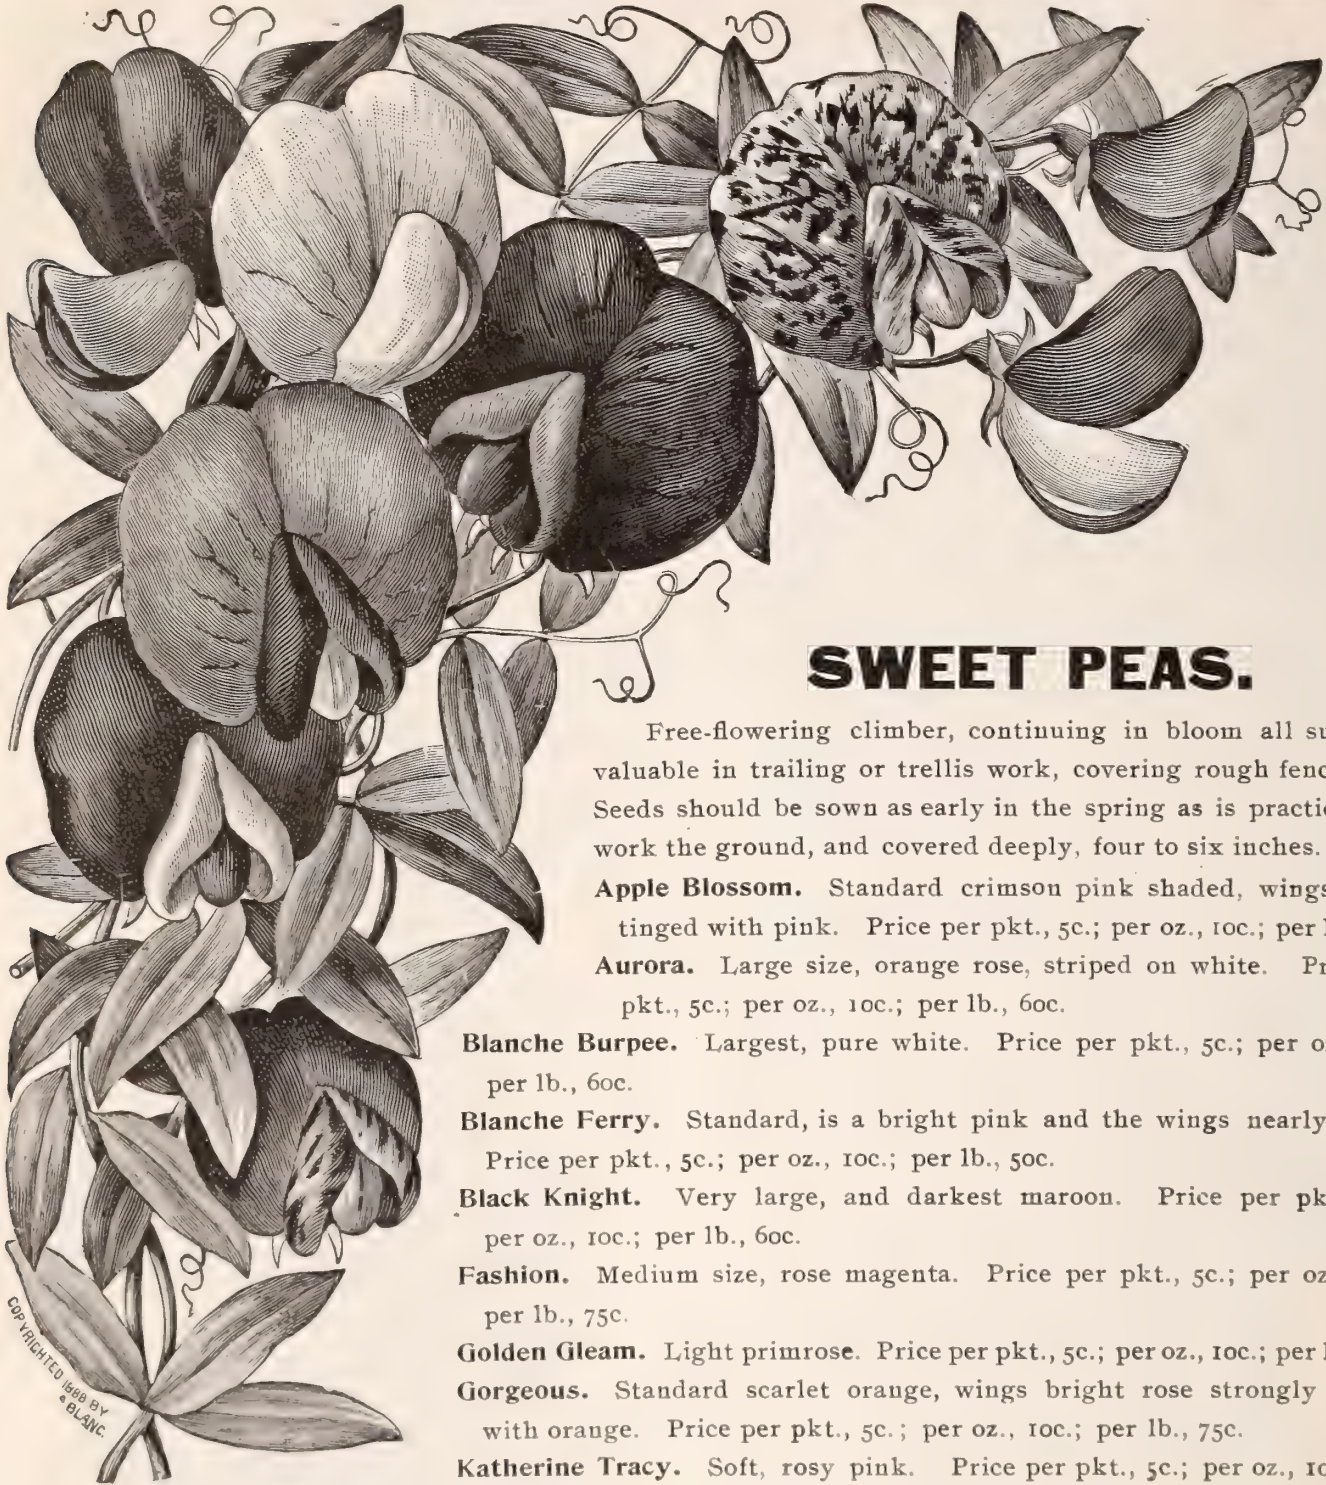 SWEET PEAS.
Free-flowering climber, continuing in bloom all su
valuable in trailing or trellis work, covering rough fenc
Seeds should be sown as early in the spring as is practi
work the ground, and covered deeply, four to six inches.
Apple Blossom. Standard crimson pink shaded, wings
tinged with pink. Price per pkt., 5c.; per oz., 10c.; per
Aurora. Large size, orange rose, striped on white. Pr
pkt., 5c.; per oz., 10c.; per lb., 60c.
Blanche Burpee. Largest, pure white. Price per pkt., 5c.; per o
per lb., 60c.
Blanche Ferry. Standard, is a bright pink and the wings nearly
Price per pkt., 5c.; per oz., 10c.; per lb., 50c.
Black Knight. Very large, and darkest maroon. Price per pk
per oz., 10c.; per lb., 60c.
Fashion. Medium size, rose magenta. Price per pkt., 5c.; per oz
per lb., 75c.
Golden Gleam. Light primrose. Price per pkt., 5c.; per oz., 10c.; per
Gorgeous. Standard scarlet orange, wings bright rose strongly
with orange. Price per pkt., 5c.; per oz., 10c.; per lb., 75c.
Katherine Tracy. Soft, rosy pink. Price per pkt., 5c.; per oz., 10
COPYRIGHTED 1888 BY
BLANC.